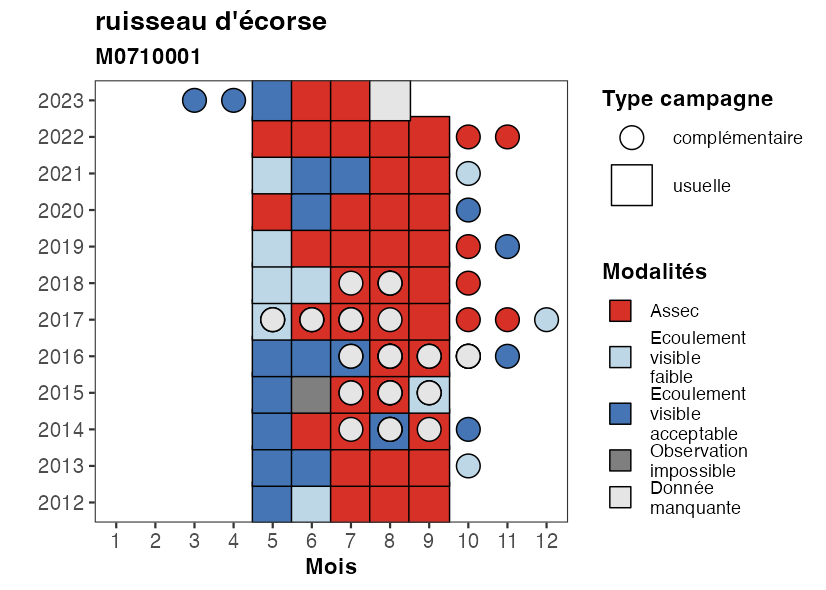 ruisseau d'écorse
M0710001
2023
2022
2021
2020
2019
2018
2017
2016
2015
2014
2013
2012
1 2 3 4 5 6 7 8 9 10 11 12
Mois
Type campagne
complémentaire
usuelle
Modalités
Assec
Ecoulement
visible
faible
Ecoulement
visible
acceptable
Observation
impossible
Donnée
manquante